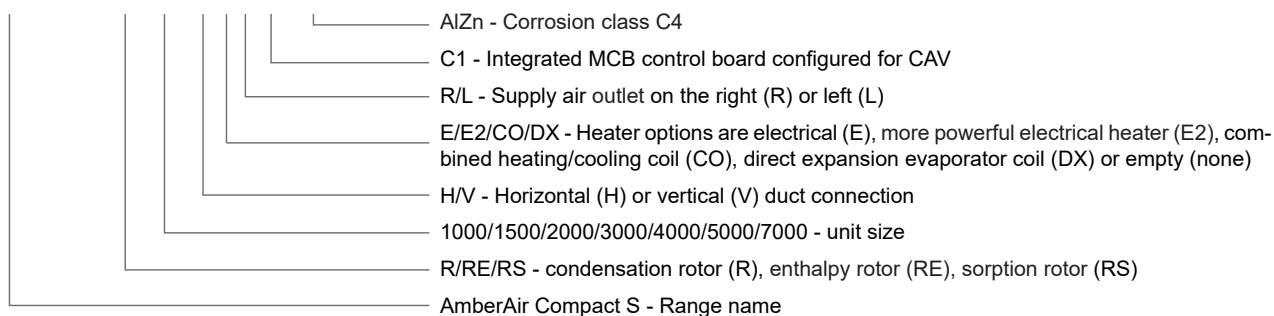 AlZn - Corrosion class C4
C1 - Integrated MCB control board configured for CAV
R/L - Supply air outlet on the right (R) or left (L)
E/E2/CO/DX - Heater options are electrical (E), more powerful electrical heater (E2), com-
bined heating/cooling coil (CO), direct expansion evaporator coil (DX) or empty (none)
H/V - Horizontal (H) or vertical (V) duct connection
1000/1500/2000/3000/4000/5000/7000 - unit size
R/RE/RS - condensation rotor (R), enthalpy rotor (RE), sorption rotor (RS)
AmberAir Compact S - Range name